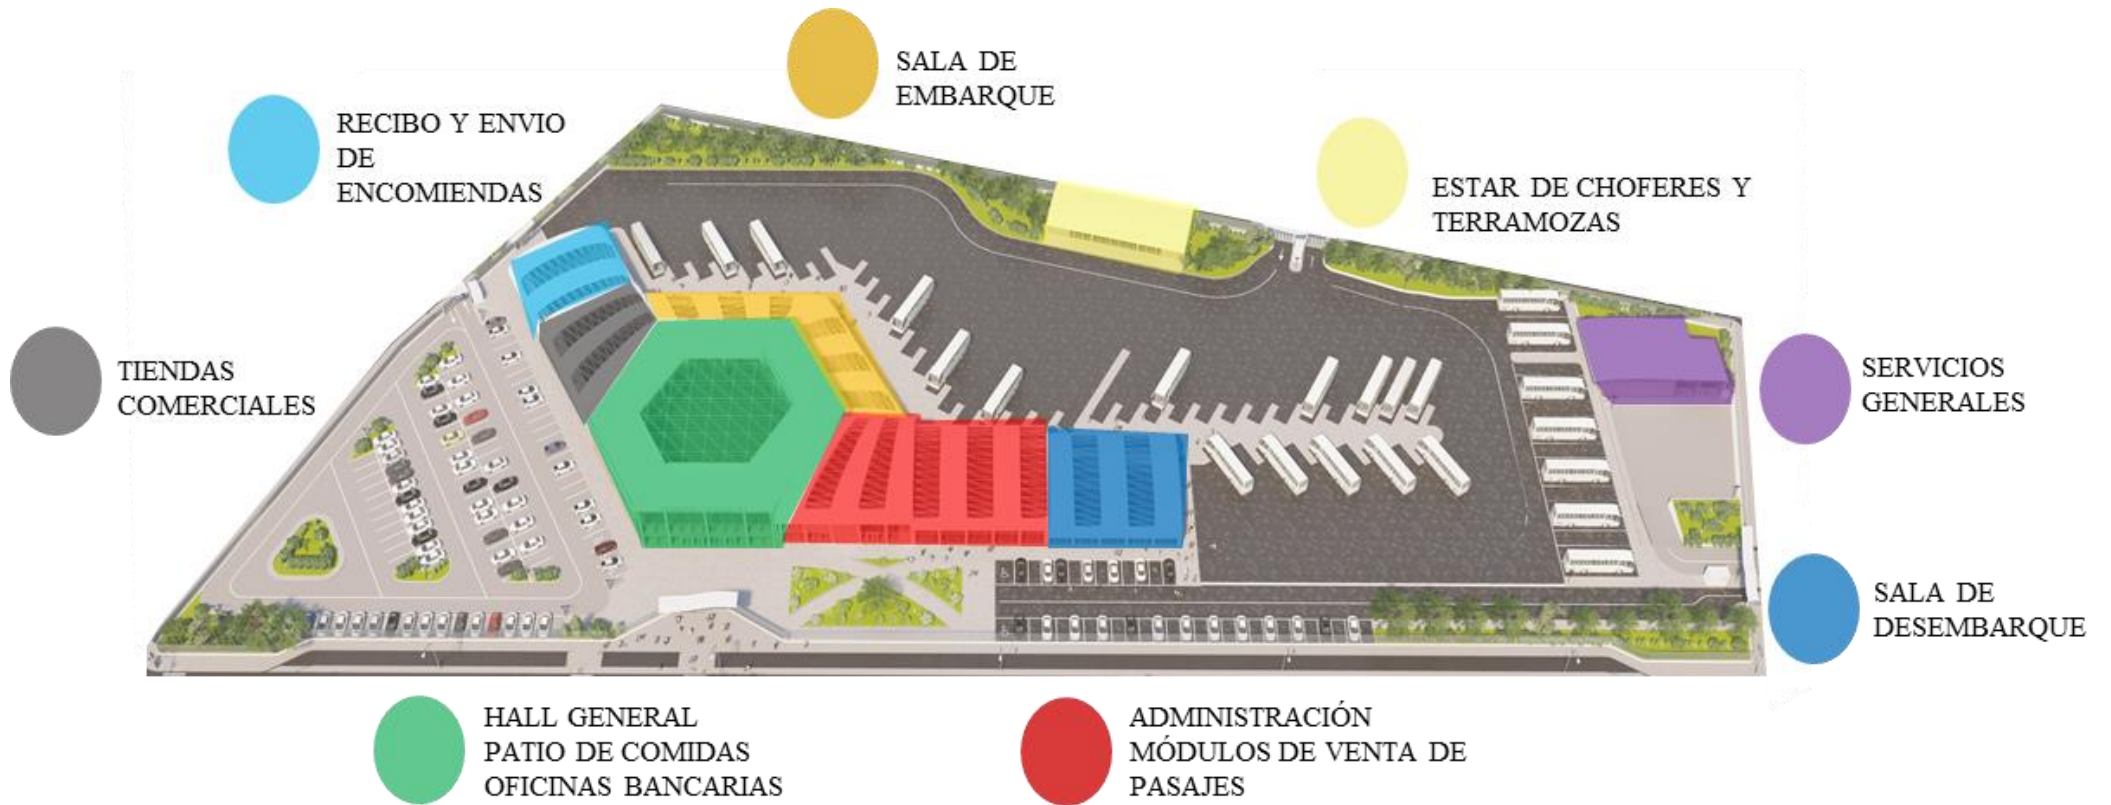 SALA DE
EMBARQUE
RECIBO Y ENVIO
DE
ENCOMIENDAS
ESTAR DE CHOFERES Y
TERRAMOZAS
TIENDAS
COMERCIALES
SERVICIOS
GENERALES
SALA DE
DESEMBARQUE
HALL GENERAL
PATIO DE COMIDAS
OFICINAS BANCARIAS
ADMINISTRACIÓN
MÓDULOS DE VENTA DE
PASAJES